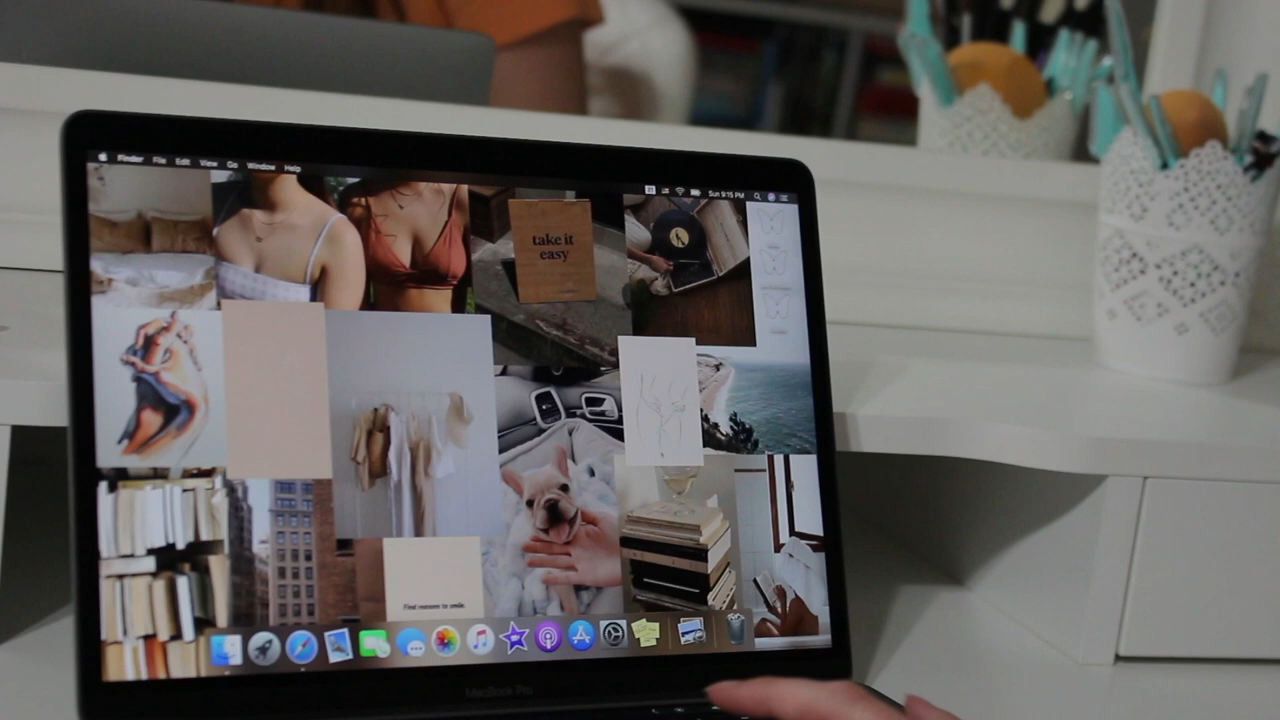 Finder File Edit View Go Window Help
Sun 9:15 PM
take it
easy
Find reasons to smile.
MacBook Pro